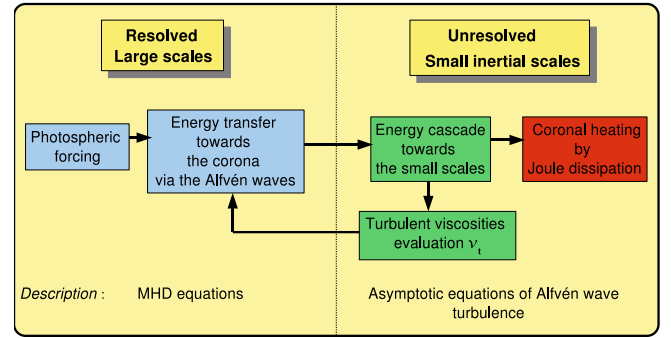 Resolved
Large scales
Unresolved
Small inertial scales
Photospheric
forcing
Energy transfer
towards
the corona
via the Alfvén waves
Energy cascade
towards
the small scales
Coronal heating
by
Joule dissipation
Turbulent viscosities
evaluation νt
Description : MHD equations
Asymptotic equations of Alfvén wave
turbulence